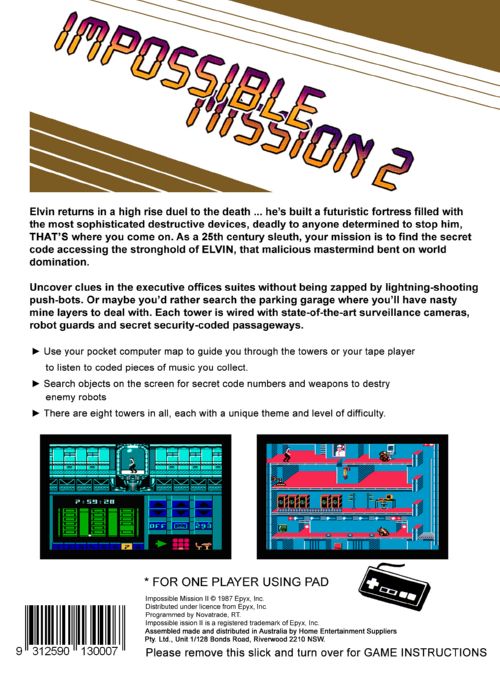 IMPOSSIBLE
MISSION 2
Elvin returns in a high rise duel to the death ... he's built a futuristic fortress filled with
the most sophisticated destructive devices, deadly to anyone determined to stop him,
THAT'S where you come on. As a 25th century sleuth, your mission is to find the secret
code accessing the stronghold of ELVIN, that malicious mastermind bent on world
domination.
Uncover clues in the executive offices suites without being zapped by lightning-shooting
push-bots. Or maybe you'd rather search the parking garage where you'll have nasty
mine layers to deal with. Each tower is wired with state-of-the-art surveillance cameras,
robot guards and secret security-coded passageways.
► Use your pocket computer map to guide you through the towers or your tape player
to listen to coded pieces of music you collect.
► Search objects on the screen for secret code numbers and weapons to destry
enemy robots
► There are eight towers in all, each with a unique theme and level of difficulty.
7:59:28
OFF
293
* FOR ONE PLAYER USING PAD
Impossible Mission II © 1987 Epyx, Inc.
Distributed under licence from Epyx, Inc.
Programmed by Novatrade, RT.
Impossible ission II is a registered trademark of Epyx, Inc.
Assembled made and distributed in Australia by Home Entertainment Suppliers
Pty. Ltd., Unit 1/128 Bonds Road, Riverwood 2210 NSW.
Please remove this slick and turn over for GAME INSTRUCTIONS
9 312590 130007